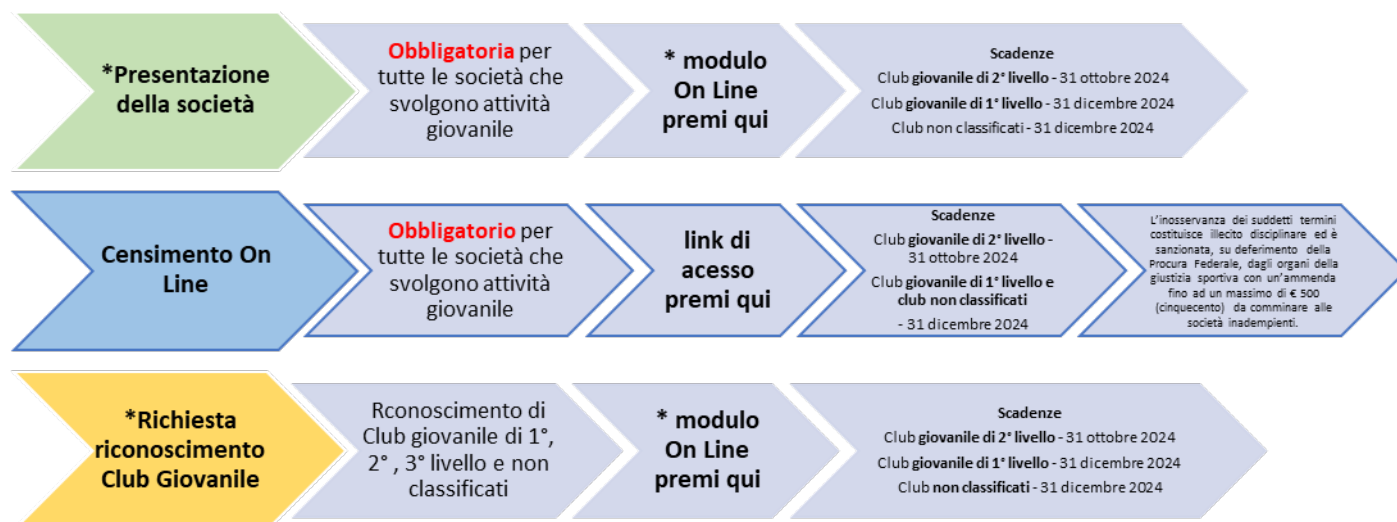 *Presentazione
della società
Obbligatoria per
tutte le società che
svolgono attività
giovanile
* modulo
On Line
premi qui
Scadenze
Club giovanile di 2° livello - 31 ottobre 2024
Club giovanile di 1° livello - 31 dicembre 2024
Club non classificati - 31 dicembre 2024
Censimento On
Line
Obbligatorio per
tutte le società che
svolgono attività
giovanile
link di
acesso
premi qui
Scadenze
Club giovanile di 2° livello -
31 ottobre 2024
Club giovanile di 1° livello e
club non classificati
- 31 dicembre 2024
L'inosservanza dei suddetti termini
costituisce illecito disciplinare ed è
sanzionata, su deferimento della
Procura Federale, dagli organi della
giustizia sportiva con un'ammenda
fino ad un massimo di € 500
(cinquecento) da comminare alle
società inadempienti.
*Richiesta
riconoscimento
Club Giovanile
Rconoscimento di
Club giovanile di 1°,
2° , 3° livello e non
classificati
* modulo
On Line
premi qui
Scadenze
Club giovanile di 2° livello - 31 ottobre 2024
Club giovanile di 1° livello - 31 dicembre 2024
Club non classificati - 31 dicembre 2024